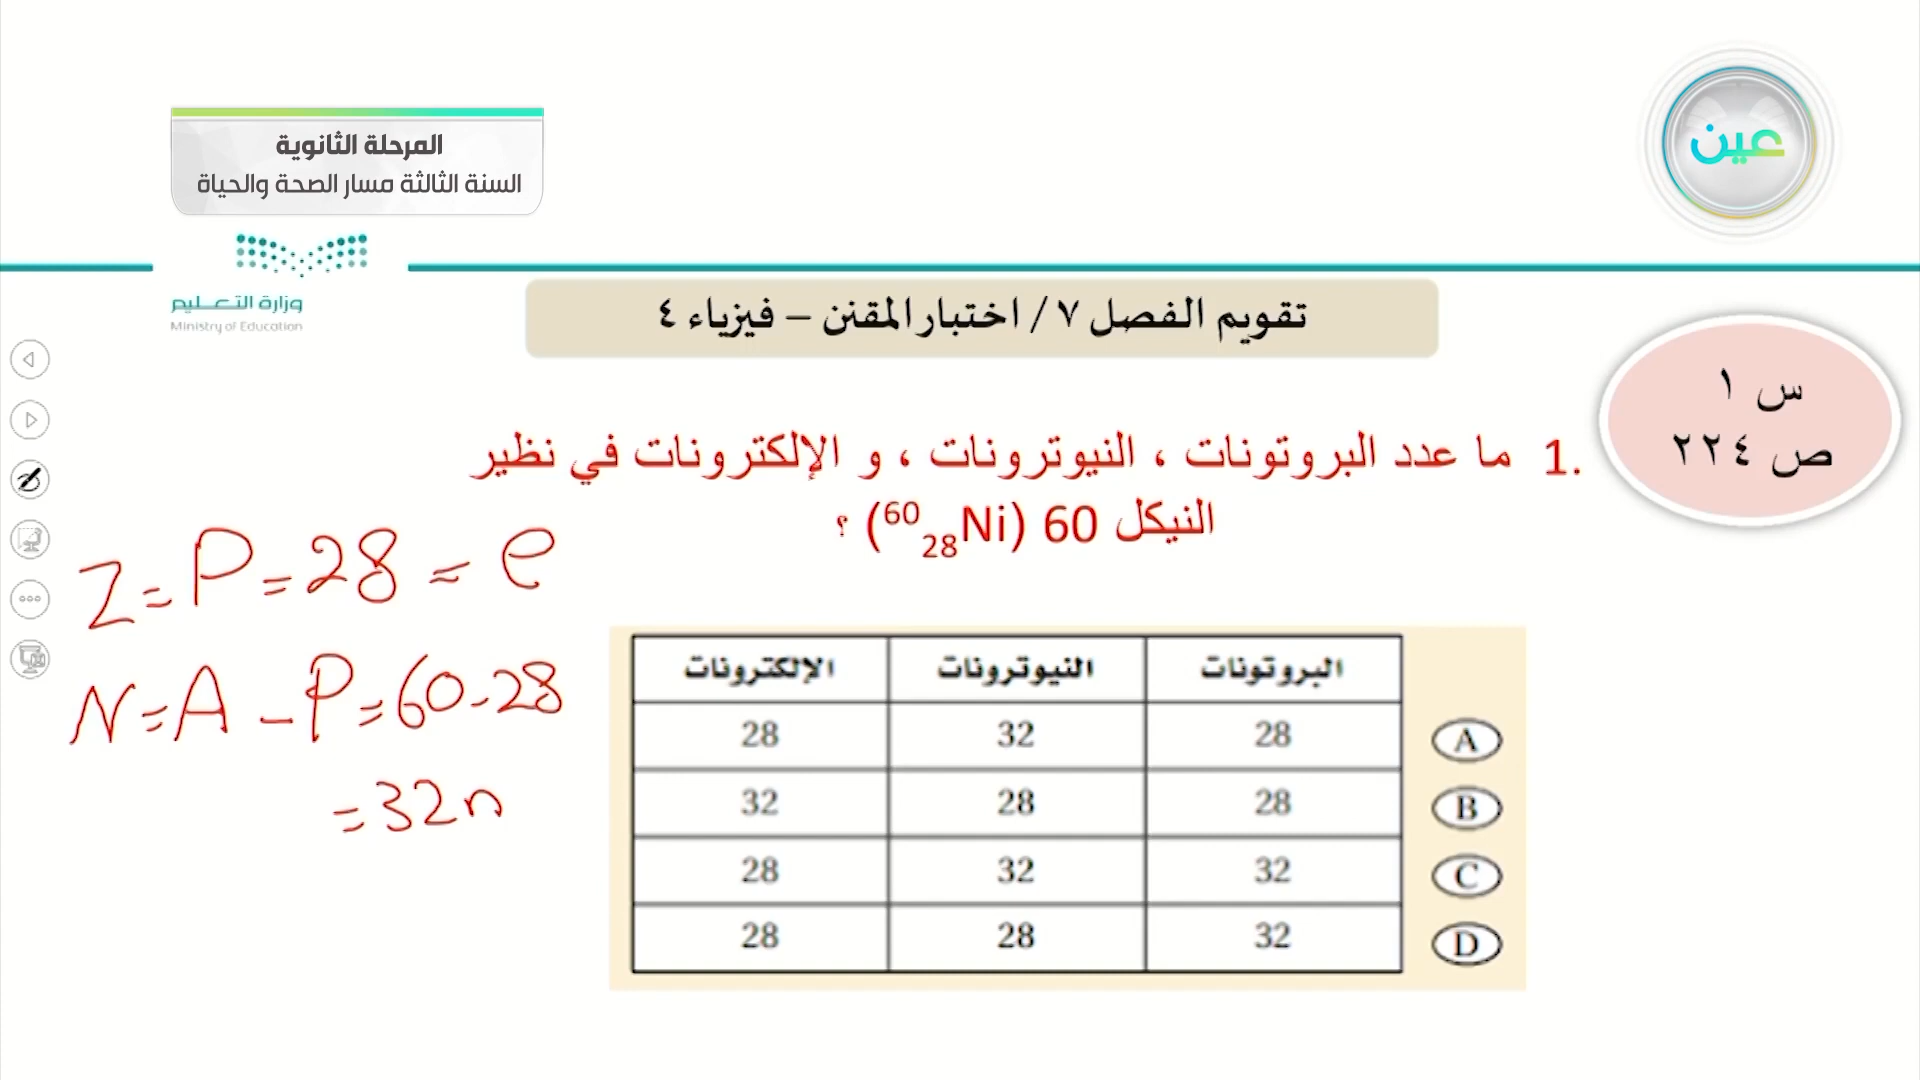 المرحلة الثانوية
السنة الثالثة مسار الصحة والحياة
عين
وزارة التعليم
Ministry of Education
تقويم الفصل ٧ / اختبار المقنن – فيزياء ٤
س ١
ص ٢٢٤
1. ما عدد البروتونات ، النيوترونات ، و الإلكترونات في نظير
النيكل 60 (⁶⁰₂₈Ni) ؟
Z = P = 28 = e
N = A - P = 60 - 28
= 32 n
البروتونات النيوترونات الإلكترونات
A 28 32 28
B 28 28 32
C 32 32 28
D 32 28 28